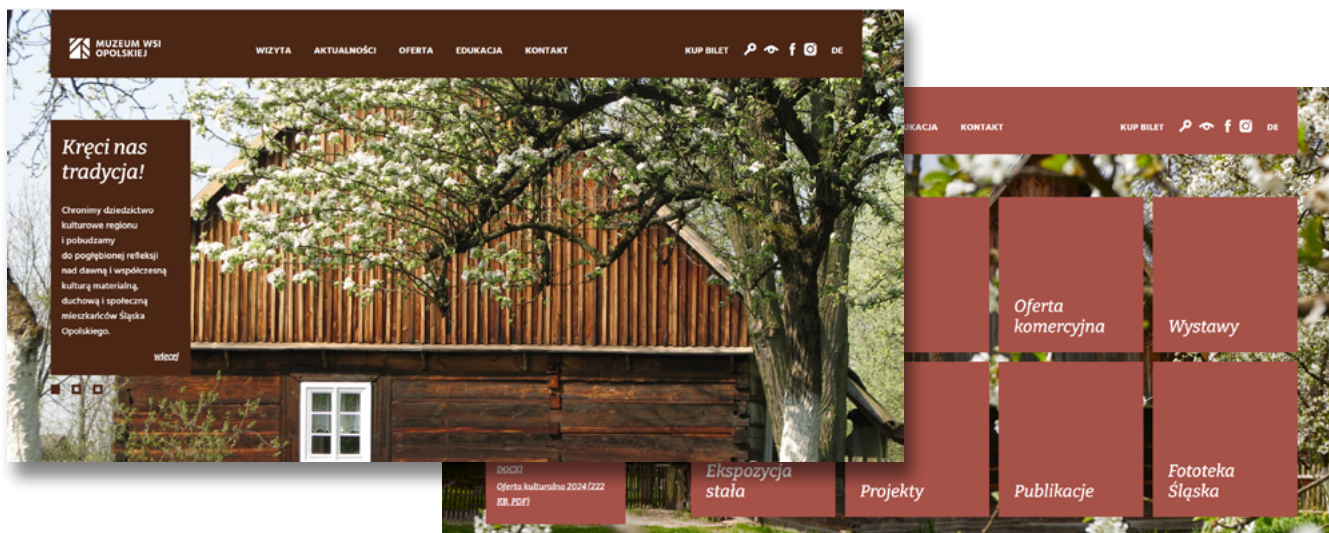 MUZEUM WSI
OPOLSKIEJ
WIZYTA AKTUALNOŚCI OFERTA EDUKACJA KONTAKT
KUP BILET f DE
Kręci nas
tradycja!
Chronimy dziedzictwo
kulturowe regionu
i pobudzamy
do pogłębionej refleksji
nad dawną i współczesną
kulturą materialną,
duchową i społeczną
mieszkańców Śląska
Opolskiego.
więcej
KONTAKT
KUP BILET f DE
Oferta
komercyjna
Wystawy
DOCX)
Oferta kulturalna 2024 (222
KB, PDF)
Ekspozycja
stała
Projekty
Publikacje
Fototeka
Śląska